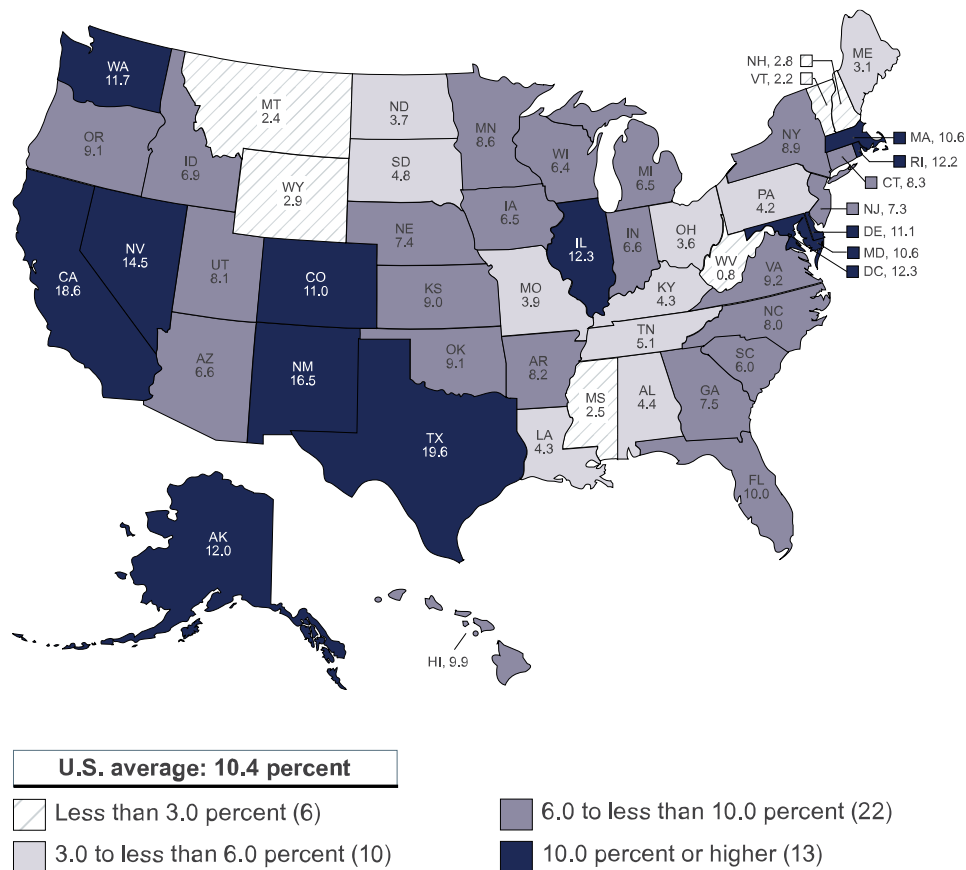 WA
11.7
MT
2.4
ND
3.7
MN
8.6
NH, 2.8
VT, 2.2
ME
3.1
OR
9.1
ID
6.9
SD
4.8
WI
6.4
MI
6.5
NY
8.9
MA, 10.6
RI, 12.2
CT, 8.3
WY
2.9
IA
6.5
PA
4.2
NJ, 7.3
NV
14.5
NE
7.4
IL
12.3
IN
6.6
OH
3.6
DE, 11.1
MD, 10.6
DC, 12.3
CA
18.6
UT
8.1
CO
11.0
KS
9.0
MO
3.9
KY
4.3
WV
0.8
VA
9.2
NC
8.0
AZ
6.6
NM
16.5
OK
9.1
AR
8.2
TN
5.1
SC
6.0
MS
2.5
AL
4.4
GA
7.5
TX
19.6
LA
4.3
FL
10.0
AK
12.0
HI, 9.9
U.S. average: 10.4 percent
Less than 3.0 percent (6)
3.0 to less than 6.0 percent (10)
6.0 to less than 10.0 percent (22)
10.0 percent or higher (13)